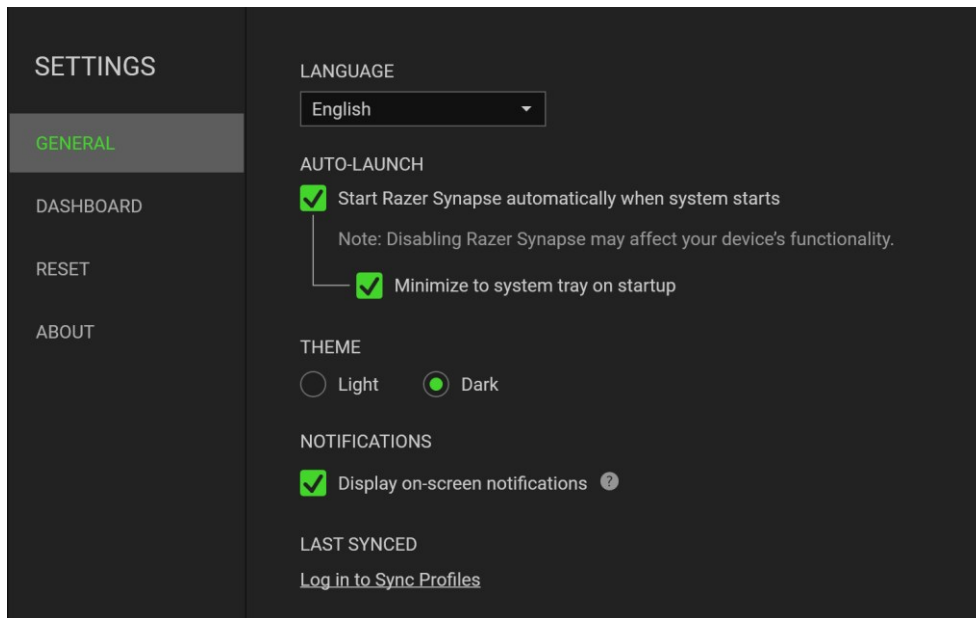 SETTINGS
GENERAL
DASHBOARD
RESET
ABOUT
LANGUAGE
English
AUTO-LAUNCH
Start Razer Synapse automatically when system starts
Note: Disabling Razer Synapse may affect your device’s functionality.
Minimize to system tray on startup
THEME
Light
Dark
NOTIFICATIONS
Display on-screen notifications ?
LAST SYNCED
Log in to Sync Profiles